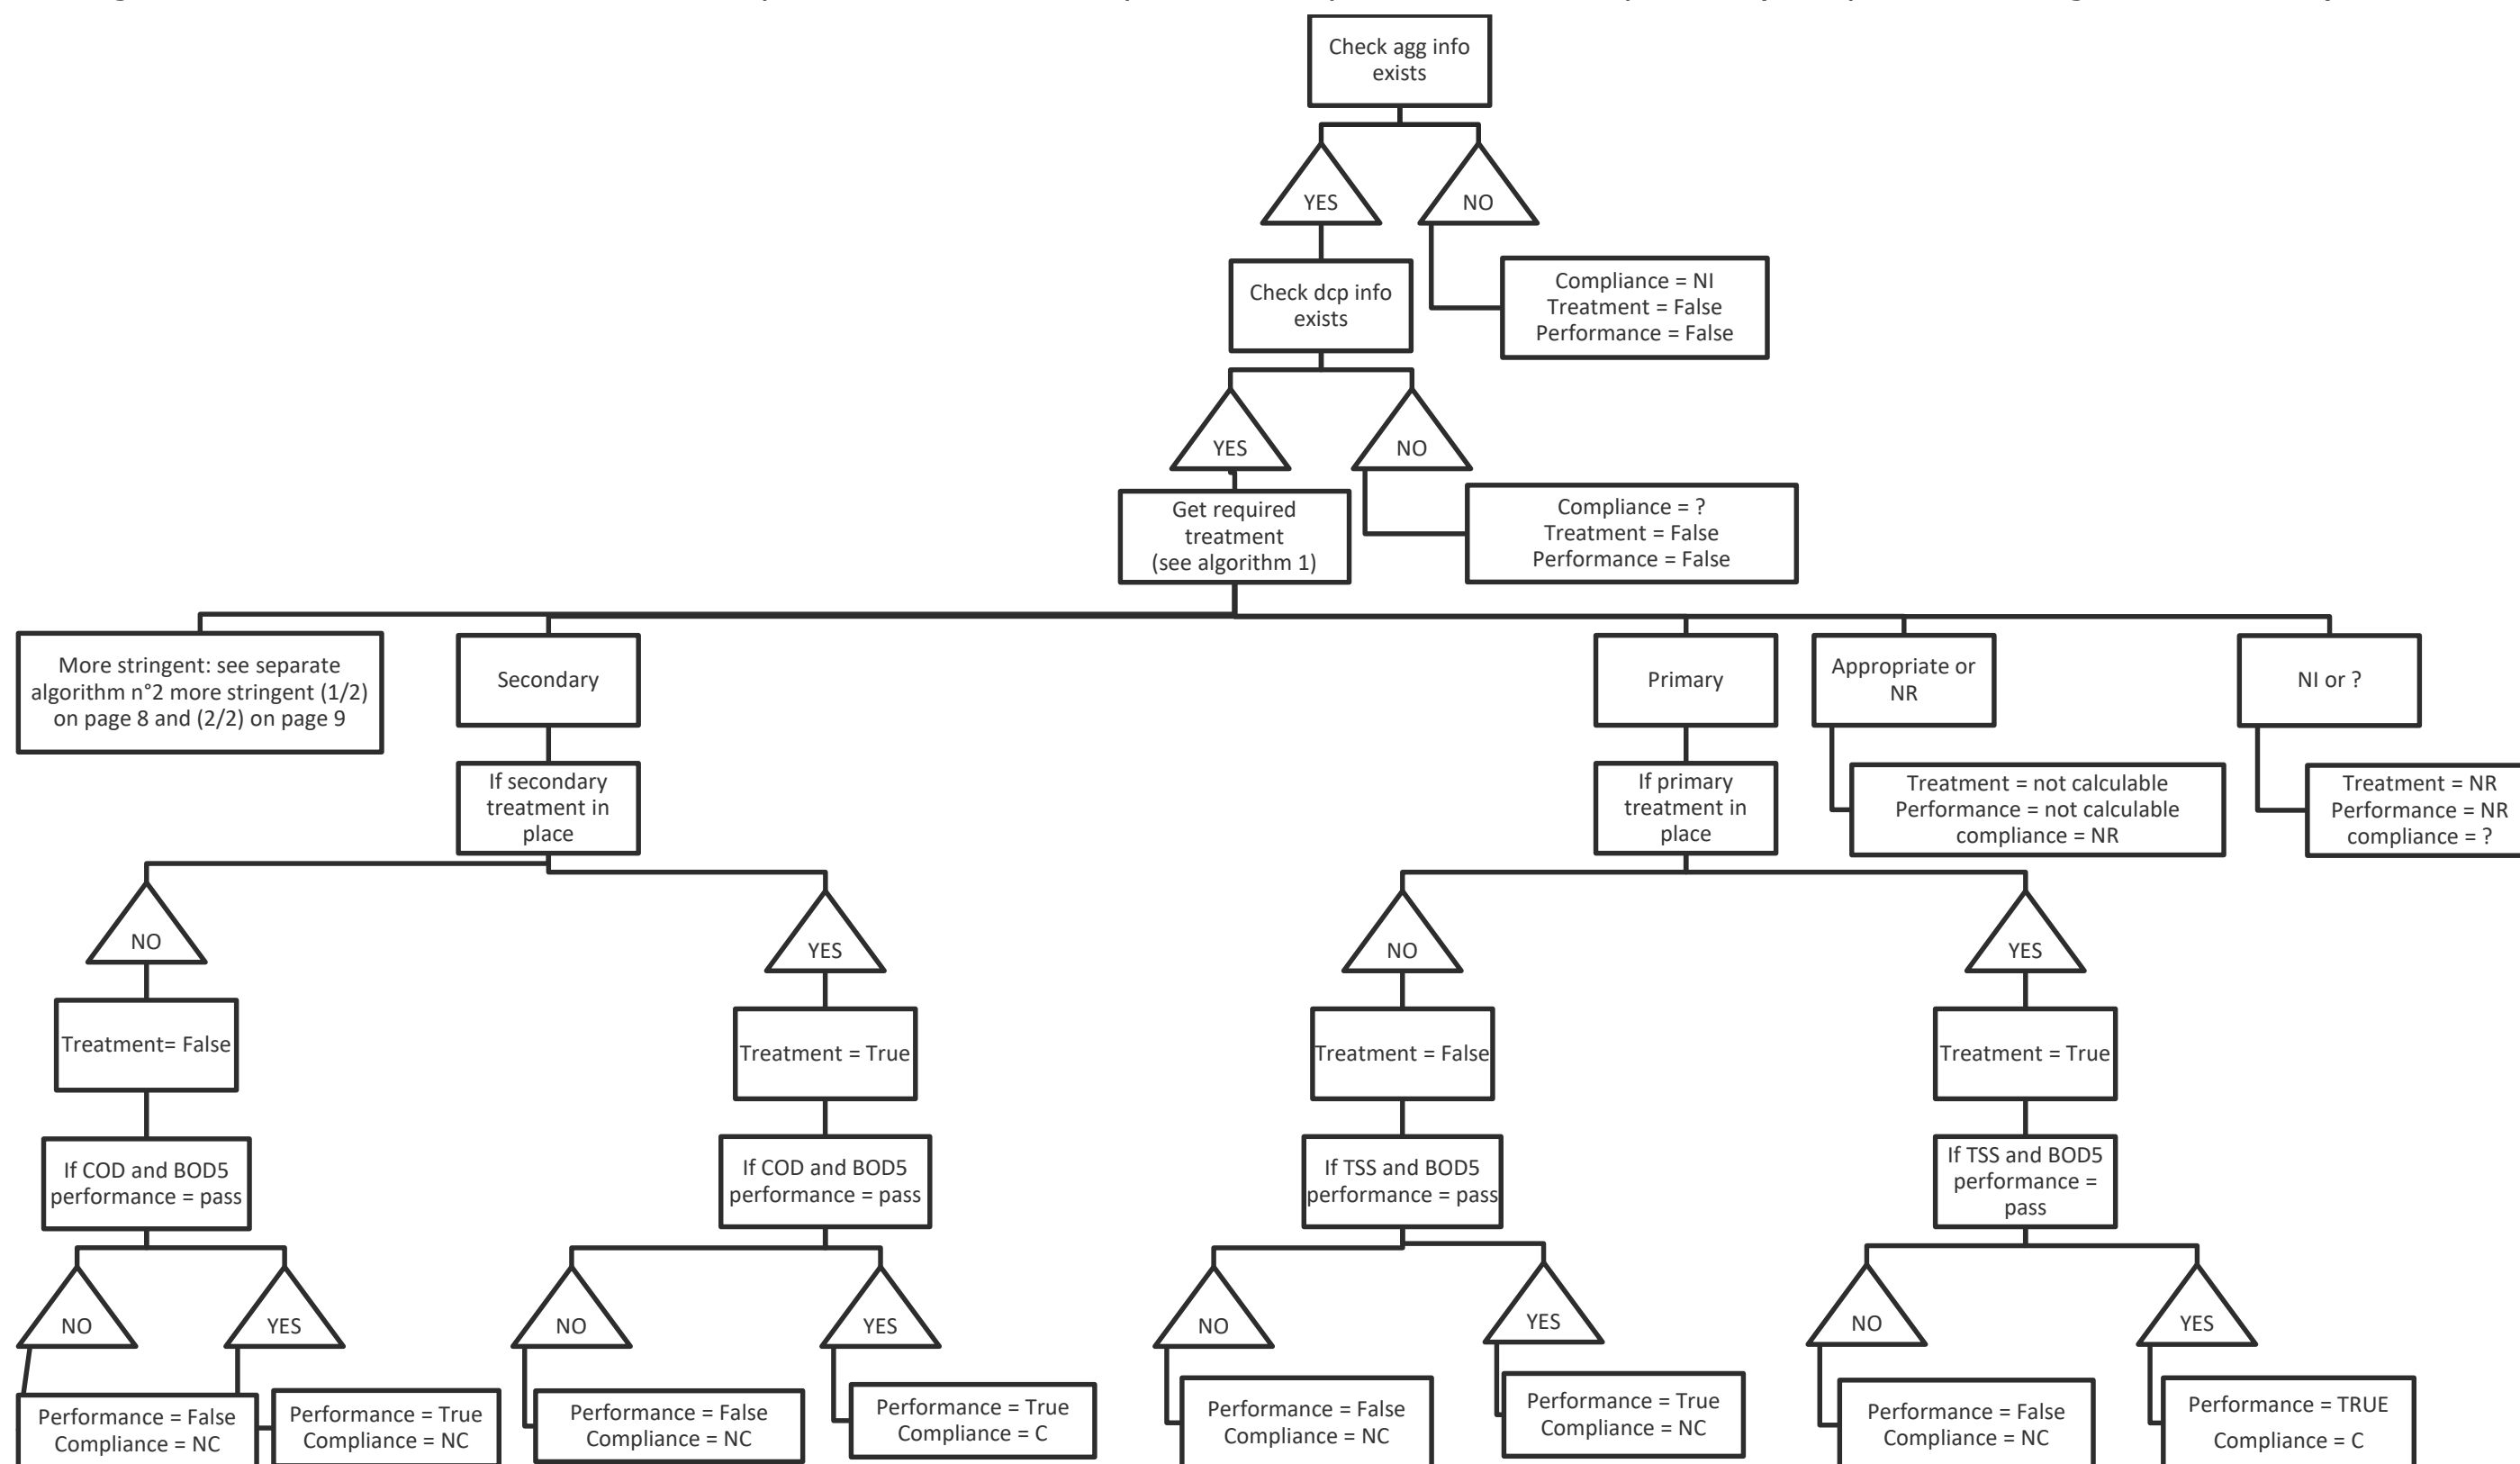 Check agg info
exists
YES
NO
Check dcp info
exists
Compliance = NI
Treatment = False
Performance = False
YES
NO
Get required
treatment
(see algorithm 1)
Compliance = ?
Treatment = False
Performance = False
More stringent: see separate
algorithm n°2 more stringent (1/2)
on page 8 and (2/2) on page 9
Secondary
Primary
Appropriate or
NR
NI or ?
If secondary
treatment in
place
If primary
treatment in
place
Treatment = not calculable
Performance = not calculable
compliance = NR
Treatment = NR
Performance = NR
compliance = ?
NO
YES
NO
YES
Treatment= False
Treatment = True
Treatment = False
Treatment = True
If COD and BOD5
performance = pass
If COD and BOD5
performance = pass
If TSS and BOD5
performance = pass
If TSS and BOD5
performance =
pass
NO
YES
NO
YES
NO
YES
NO
YES
Performance = False
Compliance = NC
Performance = True
Compliance = NC
Performance = False
Compliance = NC
Performance = True
Compliance = C
Performance = False
Compliance = NC
Performance = True
Compliance = NC
Performance = False
Compliance = NC
Performance = TRUE
Compliance = C